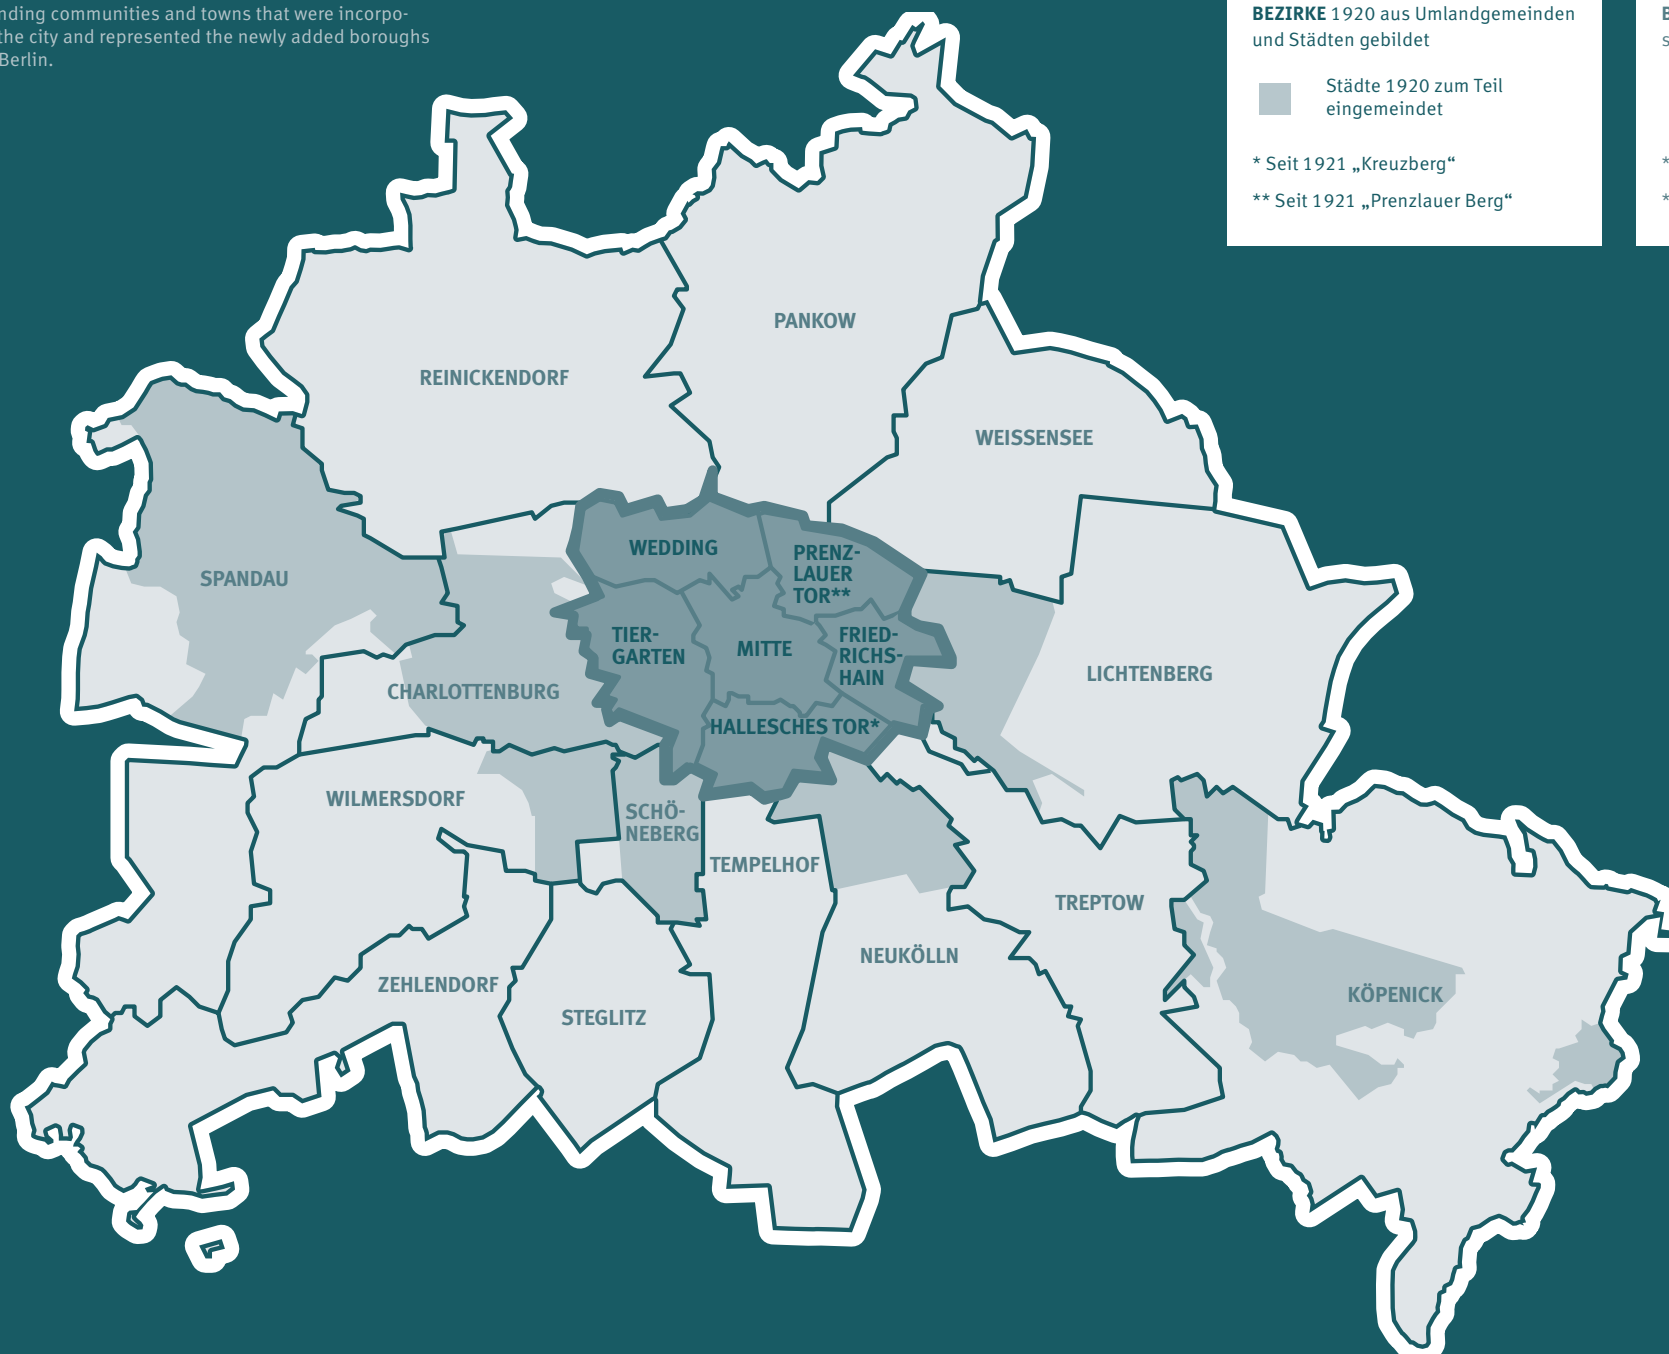 nding communities and towns that were incorpo-
the city and represented the newly added boroughs
Berlin.
BEZIRKE 1920 aus Umlandgemeinden
und Städten gebildet
Städte 1920 zum Teil
eingemeindet
* Seit 1921 „Kreuzberg“
** Seit 1921 „Prenzlauer Berg“
PANKOW
REINICKENDORF
WEISSENSEE
WEDDING
PRENZ-
LAUER
TOR**
SPANDAU
TIER-
GARTEN
MITTE
FRIED-
RICHS-
HAIN
LICHTENBERG
CHARLOTTENBURG
HALLESCHES TOR*
WILMERSDORF
SCHÖ-
NEBERG
TEMPELHOF
TREPTOW
NEUKÖLLN
ZEHLENDORF
KÖPENICK
STEGLITZ